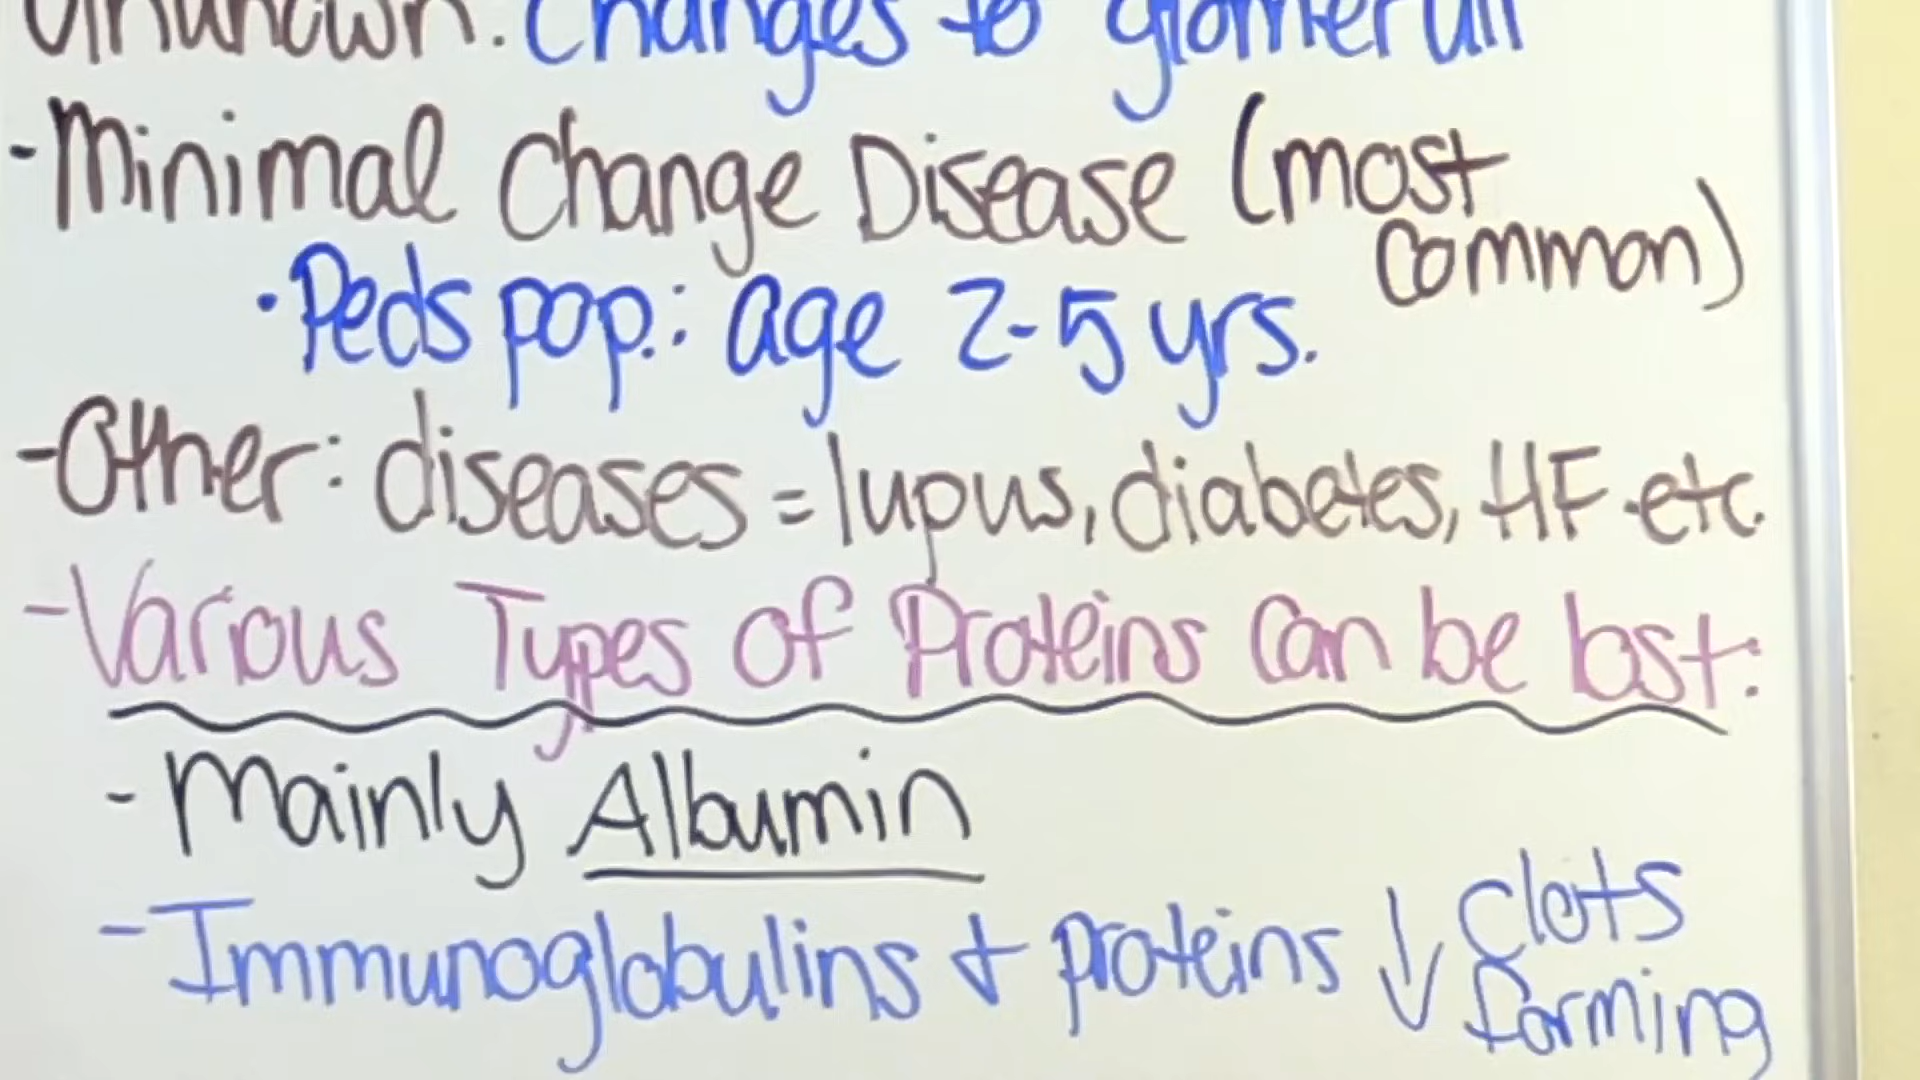 Unknown: Changes to glomeruli
-Minimal Change Disease (most
common)
•Peds pop.: age 2-5 yrs.
-Other: diseases = lupus, diabetes, HF etc.
-Various Types of Proteins can be lost:
- Mainly Albumin
- Immunoglobulins + proteins ↓ clots
forming